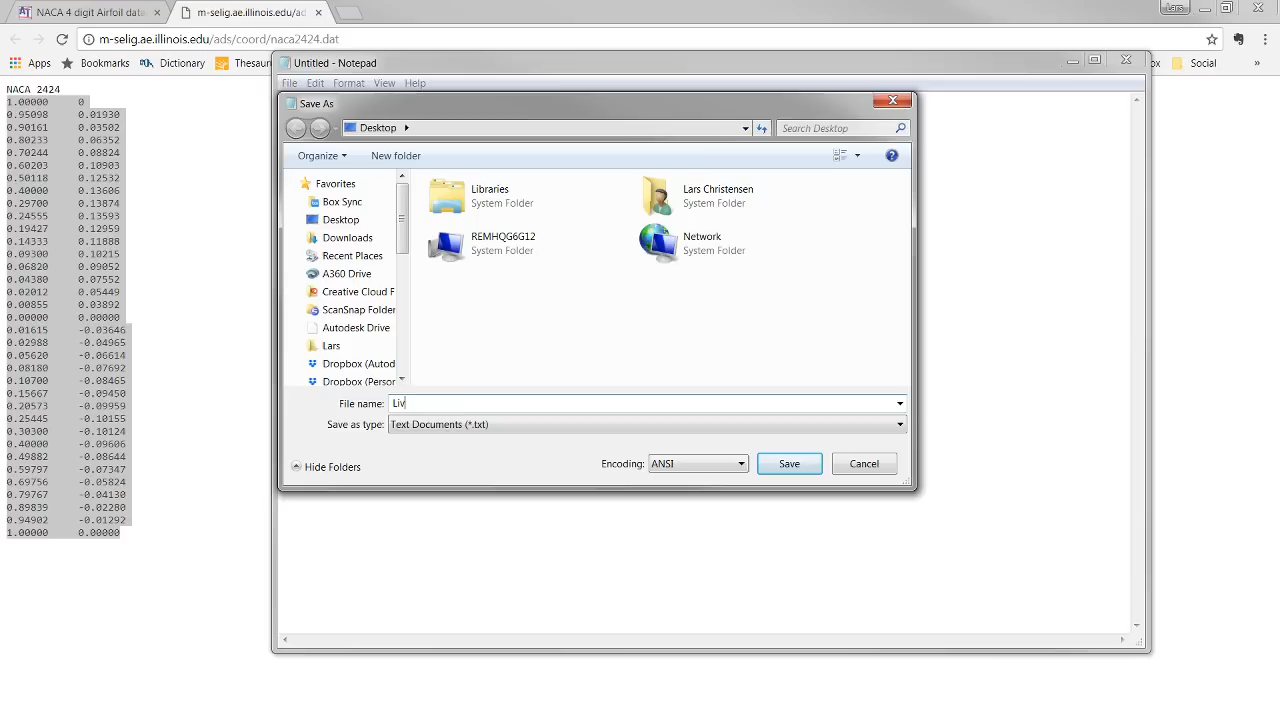 NACA 4 digit Airfoil data
m-selig.ae.illinois.edu/ad
Lars
m-selig.ae.illinois.edu/ads/coord/naca2424.dat
Apps
Bookmarks
Dictionary
Thesaur
Social
Untitled - Notepad
File Edit Format View Help
Save As
Desktop
Search Desktop
Organize
New folder
Favorites
Box Sync
Desktop
Downloads
Recent Places
A360 Drive
Creative Cloud F
ScanSnap Folder
Autodesk Drive
Lars
Dropbox (Autod
Dropbox (Person
Libraries
System Folder
Lars Christensen
System Folder
REMHQG6G12
System Folder
Network
System Folder
File name: Liv
Save as type: Text Documents (*.txt)
Hide Folders
Encoding: ANSI
Save
Cancel
NACA 2424
1.00000 0
0.95098 0.01930
0.90161 0.03502
0.80233 0.06352
0.70244 0.08824
0.60203 0.10903
0.50118 0.12532
0.40000 0.13606
0.29700 0.13874
0.24555 0.13593
0.19427 0.12959
0.14333 0.11888
0.09300 0.10215
0.06820 0.09052
0.04380 0.07552
0.02012 0.05449
0.00855 0.03892
0.00000 0.00000
0.01615 -0.03646
0.02988 -0.04965
0.05620 -0.06614
0.08180 -0.07692
0.10700 -0.08465
0.15667 -0.09450
0.20573 -0.09959
0.25445 -0.10155
0.30300 -0.10124
0.40000 -0.09606
0.49882 -0.08644
0.59797 -0.07347
0.69756 -0.05824
0.79767 -0.04130
0.89839 -0.02280
0.94902 -0.01292
1.00000 0.00000